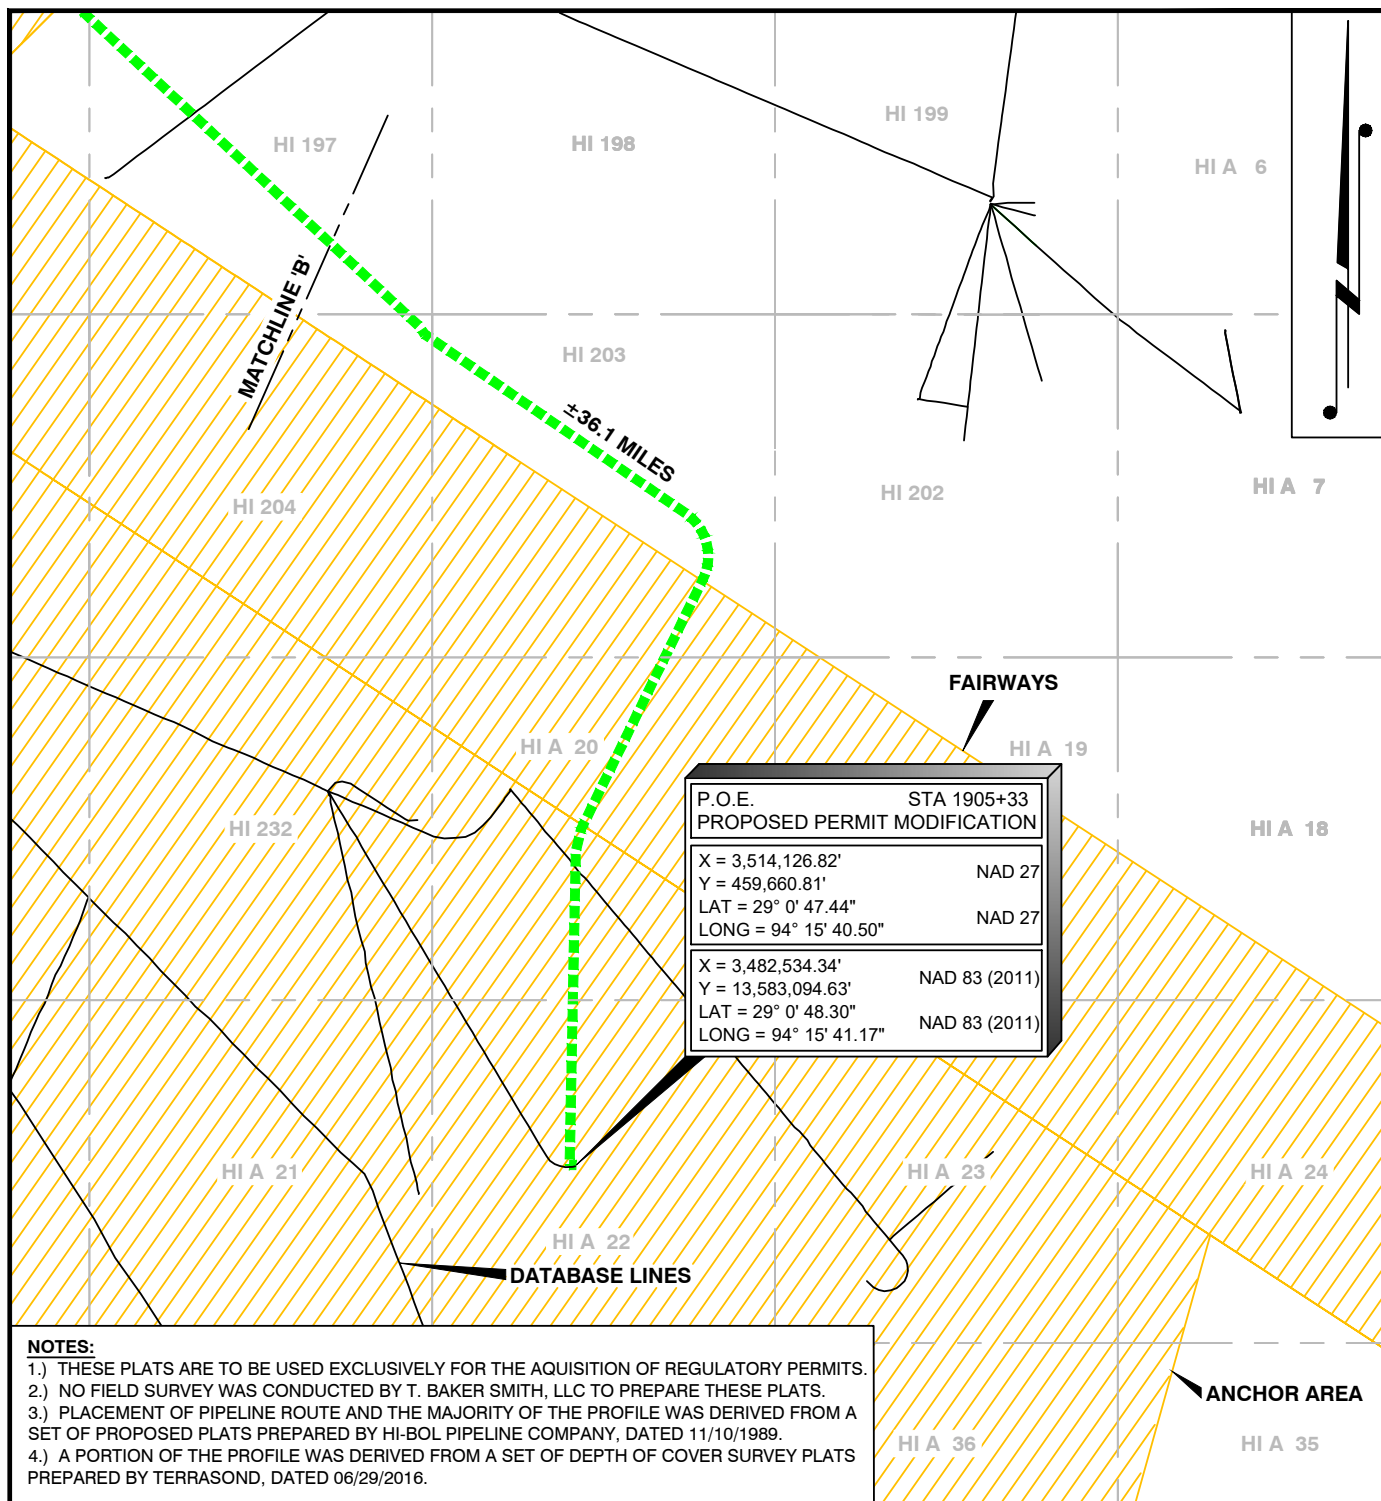 HI 199
HI 197
HI 198
HI A 6
MATCHLINE 'B'
HI 203
±36.1 MILES
HI 204
HI 202
HI A 7
FAIRWAYS
HI A 20
HI A 19
HI 232
HI A 18
P.O.E. STA 1905+33
PROPOSED PERMIT MODIFICATION
X = 3,514,126.82' NAD 27
Y = 459,660.81'
LAT = 29° 0' 47.44" NAD 27
LONG = 94° 15' 40.50"
X = 3,482,534.34' NAD 83 (2011)
Y = 13,583,094.63'
LAT = 29° 0' 48.30" NAD 83 (2011)
LONG = 94° 15' 41.17"
HI A 21
HI A 23
HI A 24
HI A 22
DATABASE LINES
ANCHOR AREA
HI A 36
HI A 35
NOTES:
1.) THESE PLATS ARE TO BE USED EXCLUSIVELY FOR THE AQUISITION OF REGULATORY PERMITS.
2.) NO FIELD SURVEY WAS CONDUCTED BY T. BAKER SMITH, LLC TO PREPARE THESE PLATS.
3.) PLACEMENT OF PIPELINE ROUTE AND THE MAJORITY OF THE PROFILE WAS DERIVED FROM A
SET OF PROPOSED PLATS PREPARED BY HI-BOL PIPELINE COMPANY, DATED 11/10/1989.
4.) A PORTION OF THE PROFILE WAS DERIVED FROM A SET OF DEPTH OF COVER SURVEY PLATS
PREPARED BY TERRASOND, DATED 06/29/2016.